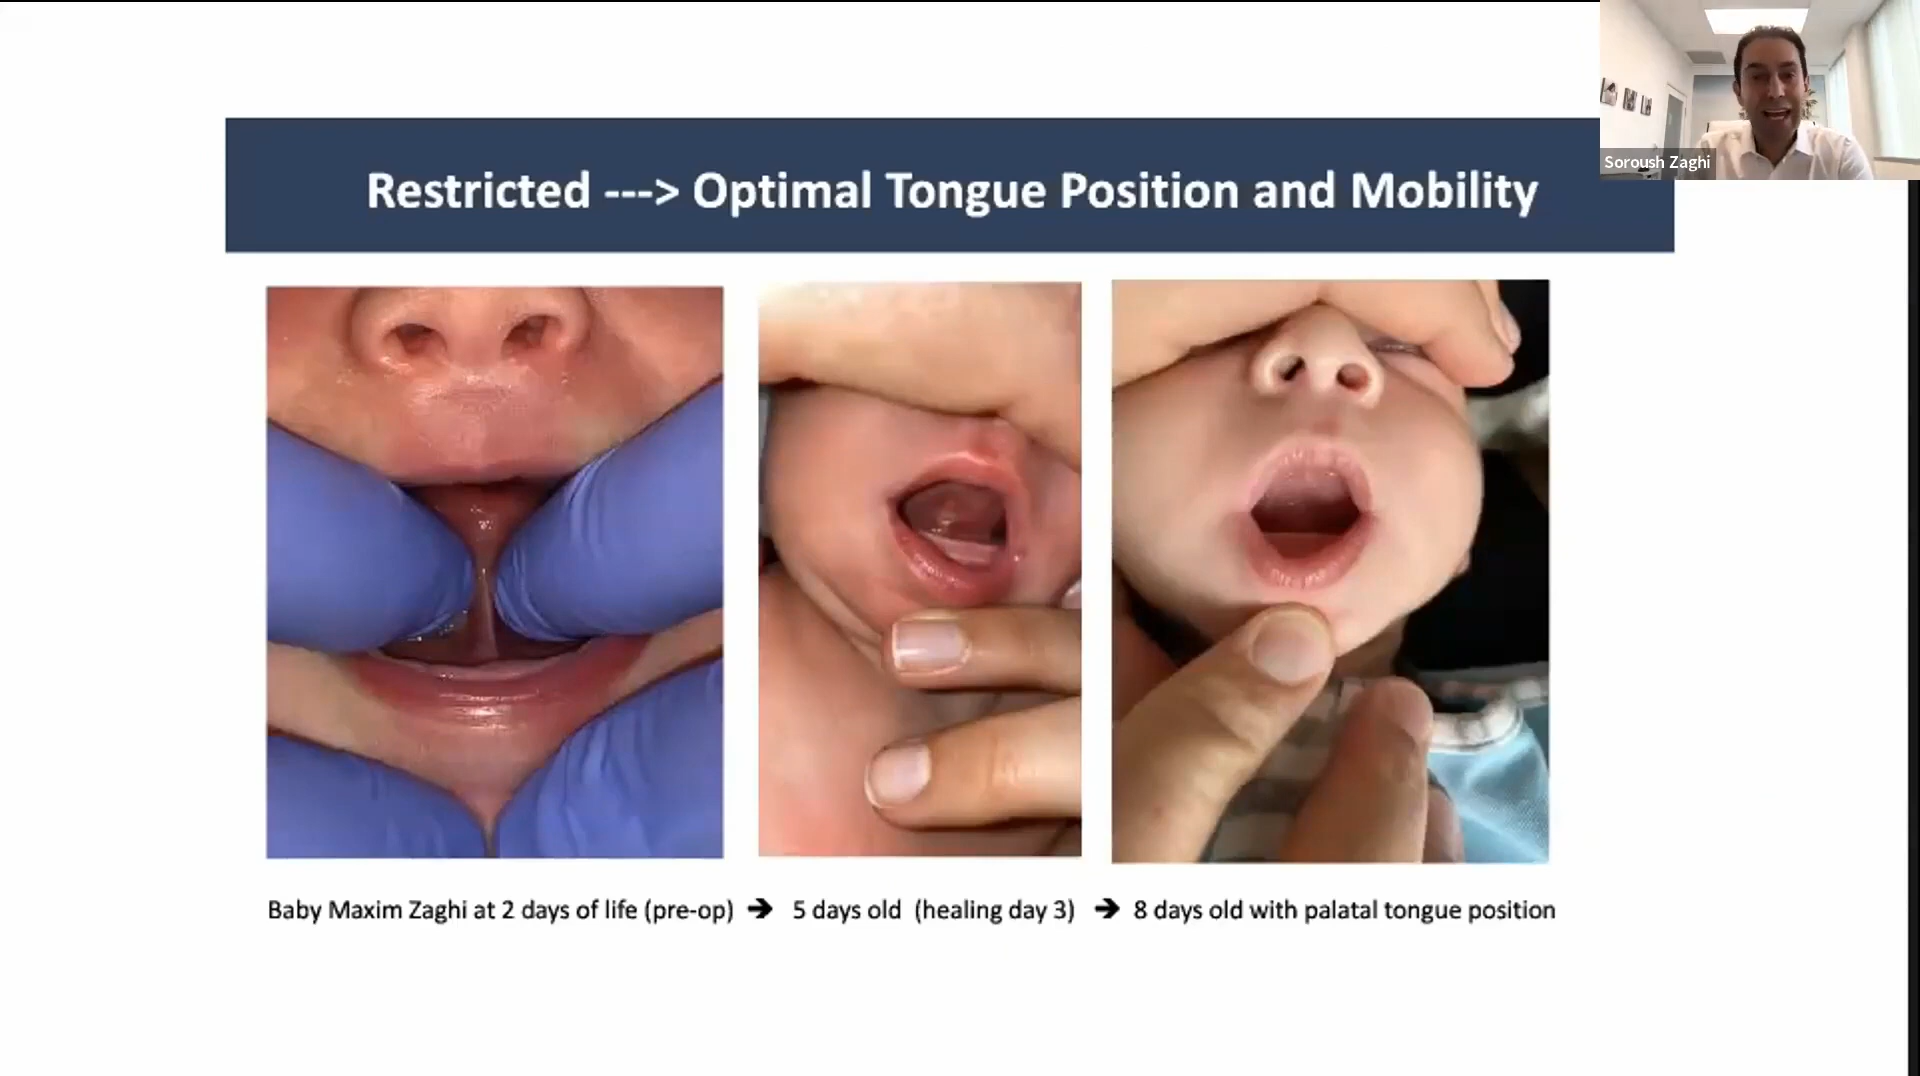 Soroush Zaghi
Restricted ---> Optimal Tongue Position and Mobility
Baby Maxim Zaghi at 2 days of life (pre-op) ➔ 5 days old (healing day 3) ➔ 8 days old with palatal tongue position